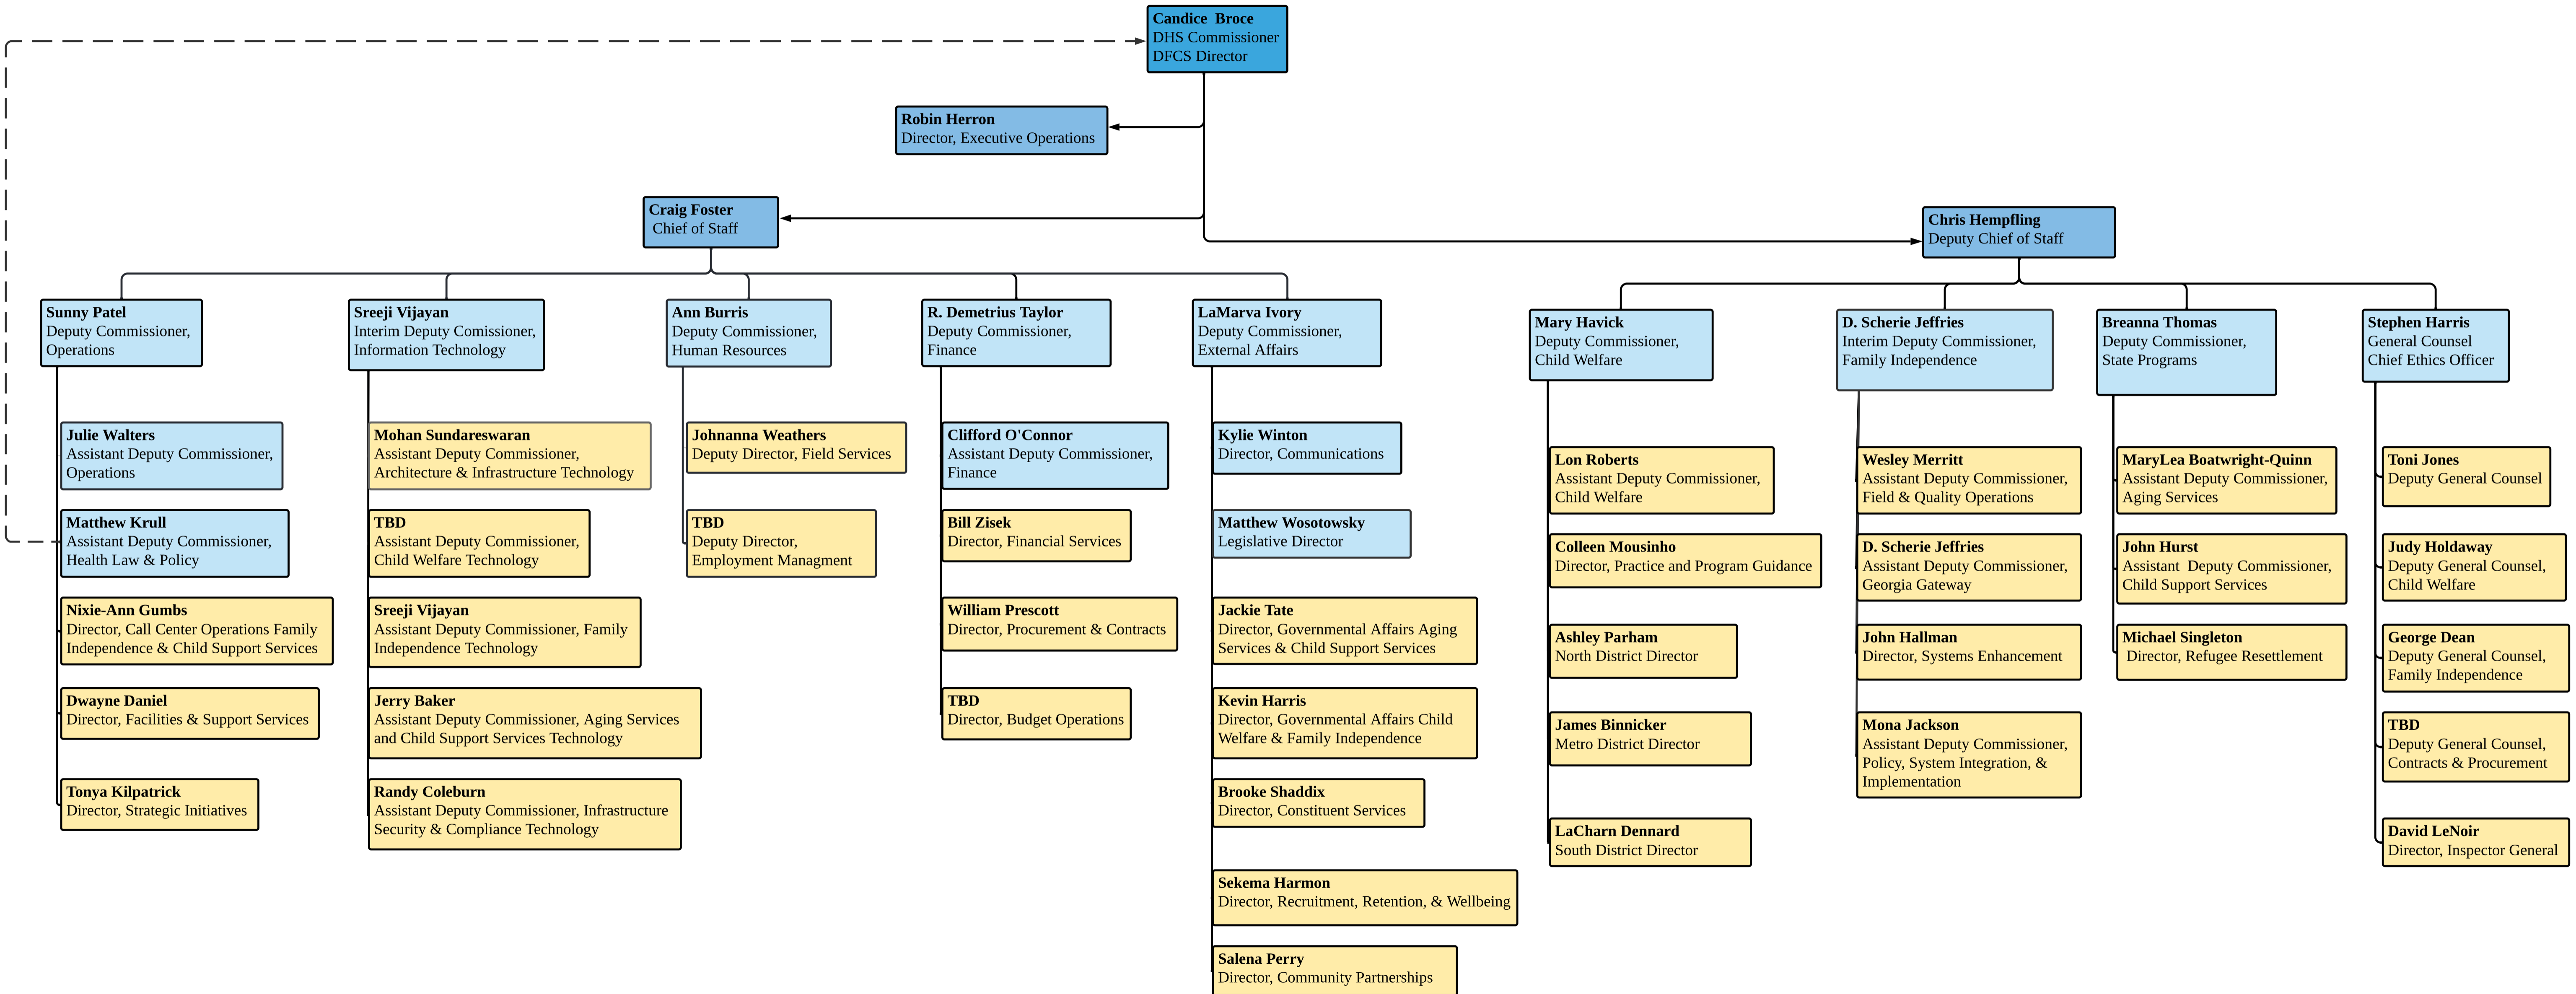 Candice  Broce
DHS Commissioner
DFCS Director
Robin Herron
Director, Executive Operations
Craig Foster
Chief of Staff
Chris Hempfling
Deputy Chief of Staff
Sunny Patel
Deputy Commissioner,
Operations
Julie Walters
Assistant Deputy Commissioner,
Operations
Matthew Krull
Assistant Deputy Commissioner,
Health Law & Policy
Nixie-Ann Gumbs
Director, Call Center Operations Family
Independence & Child Support Services
Dwayne Daniel
Director, Facilities & Support Services
Tonya Kilpatrick
Director, Strategic Initiatives
Sreeji Vijayan
Interim Deputy Comissioner,
Information Technology
Mohan Sundareswaran
Assistant Deputy Commissioner,
Architecture & Infrastructure Technology
TBD
Assistant Deputy Commissioner,
Child Welfare Technology
Sreeji Vijayan
Assistant Deputy Commissioner, Family
Independence Technology
Jerry Baker
Assistant Deputy Commissioner, Aging Services
and Child Support Services Technology
Randy Coleburn
Assistant Deputy Commissioner, Infrastructure
Security & Compliance Technology
Ann Burris
Deputy Commissioner,
Human Resources
Johnanna Weathers
Deputy Director, Field Services
TBD
Deputy Director,
Employment Managment
R. Demetrius Taylor
Deputy Commissioner,
Finance
Clifford O'Connor
Assistant Deputy Commissioner,
Finance
Bill Zisek
Director, Financial Services
William Prescott
Director, Procurement & Contracts
TBD
Director, Budget Operations
LaMarva Ivory
Deputy Commissioner,
External Affairs
Kylie Winton
Director, Communications
Matthew Wosotowsky
Legislative Director
Jackie Tate
Director, Governmental Affairs Aging
Services & Child Support Services
Kevin Harris
Director, Governmental Affairs Child
Welfare & Family Independence
Brooke Shaddix
Director, Constituent Services
Sekema Harmon
Director, Recruitment, Retention, & Wellbeing
Salena Perry
Director, Community Partnerships
Mary Havick
Deputy Commissioner,
Child Welfare
Lon Roberts
Assistant Deputy Commissioner,
Child Welfare
Colleen Mousinho
Director, Practice and Program Guidance
Ashley Parham
North District Director
James Binnicker
Metro District Director
LaCharn Dennard
South District Director
D. Scherie Jeffries
Interim Deputy Commissioner,
Family Independence
Wesley Merritt
Assistant Deputy Commissioner,
Field & Quality Operations
D. Scherie Jeffries
Assistant Deputy Commissioner,
Georgia Gateway
John Hallman
Director, Systems Enhancement
Mona Jackson
Assistant Deputy Commissioner,
Policy, System Integration, &
Implementation
Breanna Thomas
Deputy Commissioner,
State Programs
MaryLea Boatwright-Quinn
Assistant Deputy Commissioner,
Aging Services
John Hurst
Assistant  Deputy Commissioner,
Child Support Services
Michael Singleton
Director, Refugee Resettlement
Stephen Harris
General Counsel
Chief Ethics Officer
Toni Jones
Deputy General Counsel
Judy Holdaway
Deputy General Counsel,
Child Welfare
George Dean
Deputy General Counsel,
Family Independence
TBD
Deputy General Counsel,
Contracts & Procurement
David LeNoir
Director, Inspector General